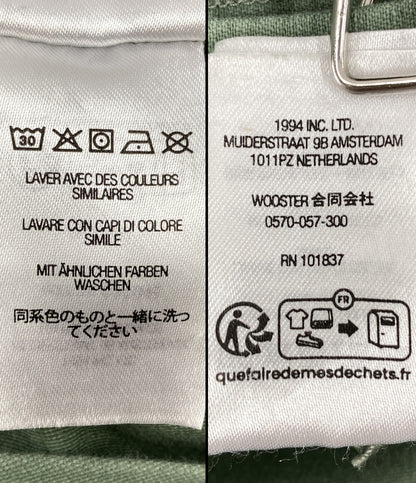 30
LAVER AVEC DES COULEURS
SIMILAIRES
LAVARE CON CAPI DI COLORE
SIMILE
MIT ÄHNLICHEN FARBEN
WASCHEN
同系色のものと一緒に洗っ
てください
1994 INC. LTD.
MUIDERSTRAAT 9B AMSTERDAM
1011PZ NETHERLANDS
WOOSTER 合同会社
0570-057-300
RN 101837
FR
quefairedemesdechets.fr